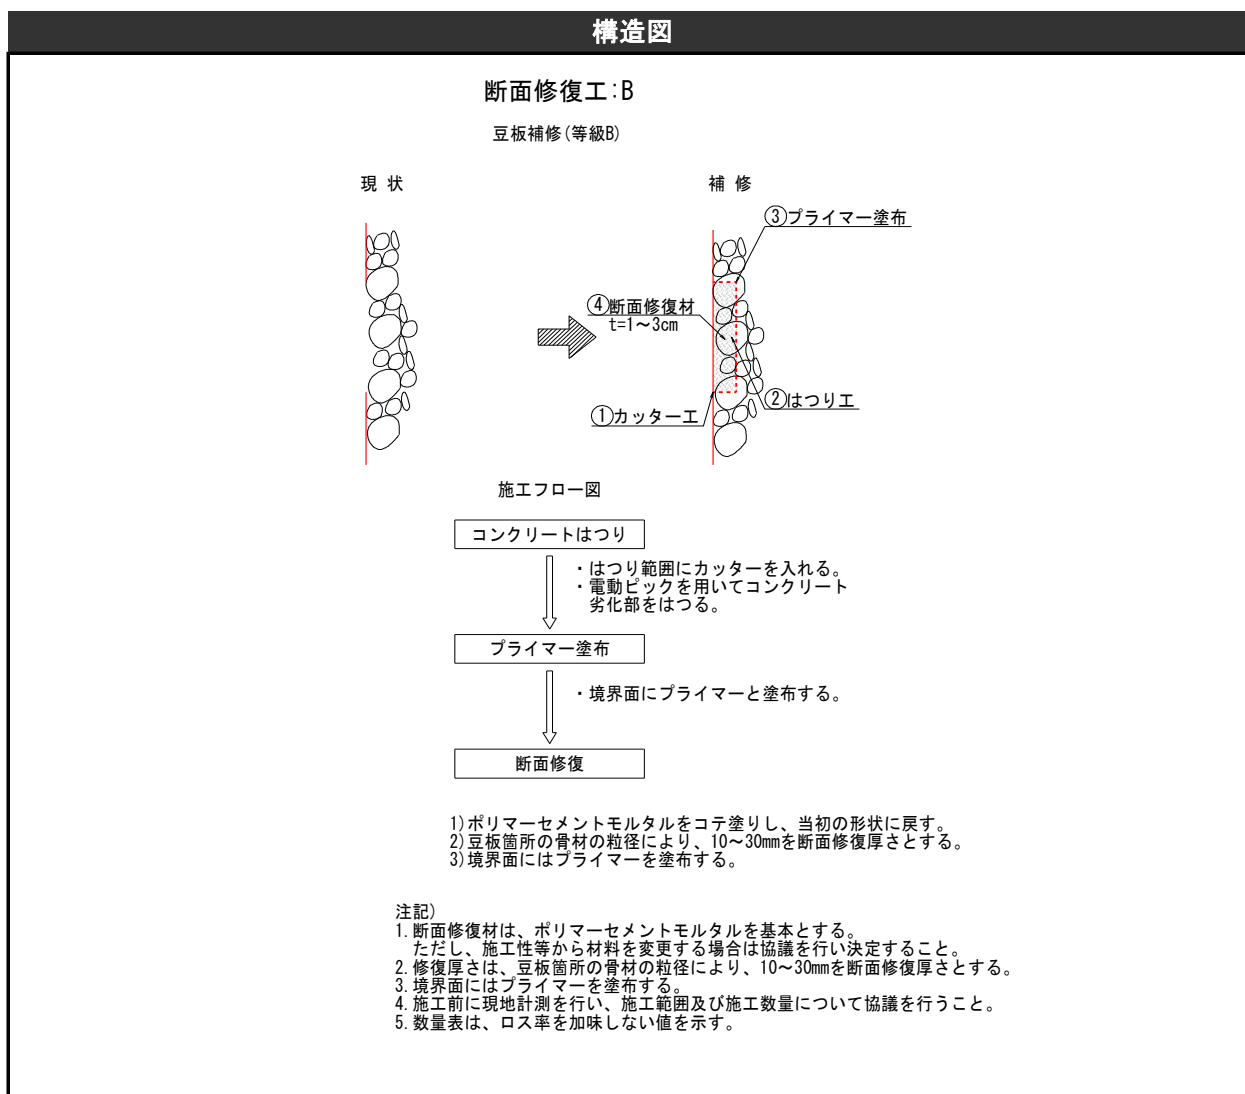 構造図
断面修復工:B
豆板補修(等級B)
現 状
補 修
③プライマー塗布
④断面修復材
t=1～3cm
②はつり工
①カッター工
施工フロー図
コンクリートはつり
・はつり範囲にカッターを入れる。
・電動ピックを用いてコンクリート
劣化部をはつる。
プライマー塗布
・境界面にプライマーと塗布する。
断面修復
1)ポリマーセメントモルタルをコテ塗りし、当初の形状に戻す。
2)豆板箇所の骨材の粒径により、10～30mmを断面修復厚さとする。
3)境界面にはプライマーを塗布する。
注記)
1.断面修復材は、ポリマーセメントモルタルを基本とする。
ただし、施工性等から材料を変更する場合は協議を行い決定すること。
2.修復厚さは、豆板箇所の骨材の粒径により、10～30mmを断面修復厚さとする。
3.境界面にはプライマーを塗布する。
4.施工前に現地計測を行い、施工範囲及び施工数量について協議を行うこと。
5.数量表は、ロス率を加味しない値を示す。